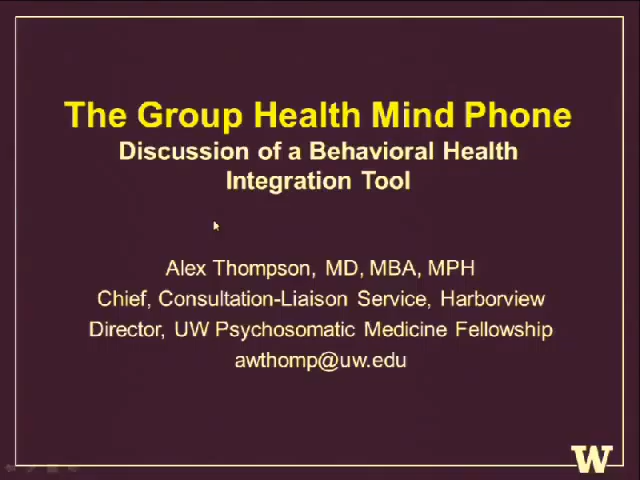 The Group Health Mind Phone
Discussion of a Behavioral Health
Integration Tool
Alex Thompson, MD, MBA, MPH
Chief, Consultation-Liaison Service, Harborview
Director, UW Psychosomatic Medicine Fellowship
awthomp@uw.edu
W